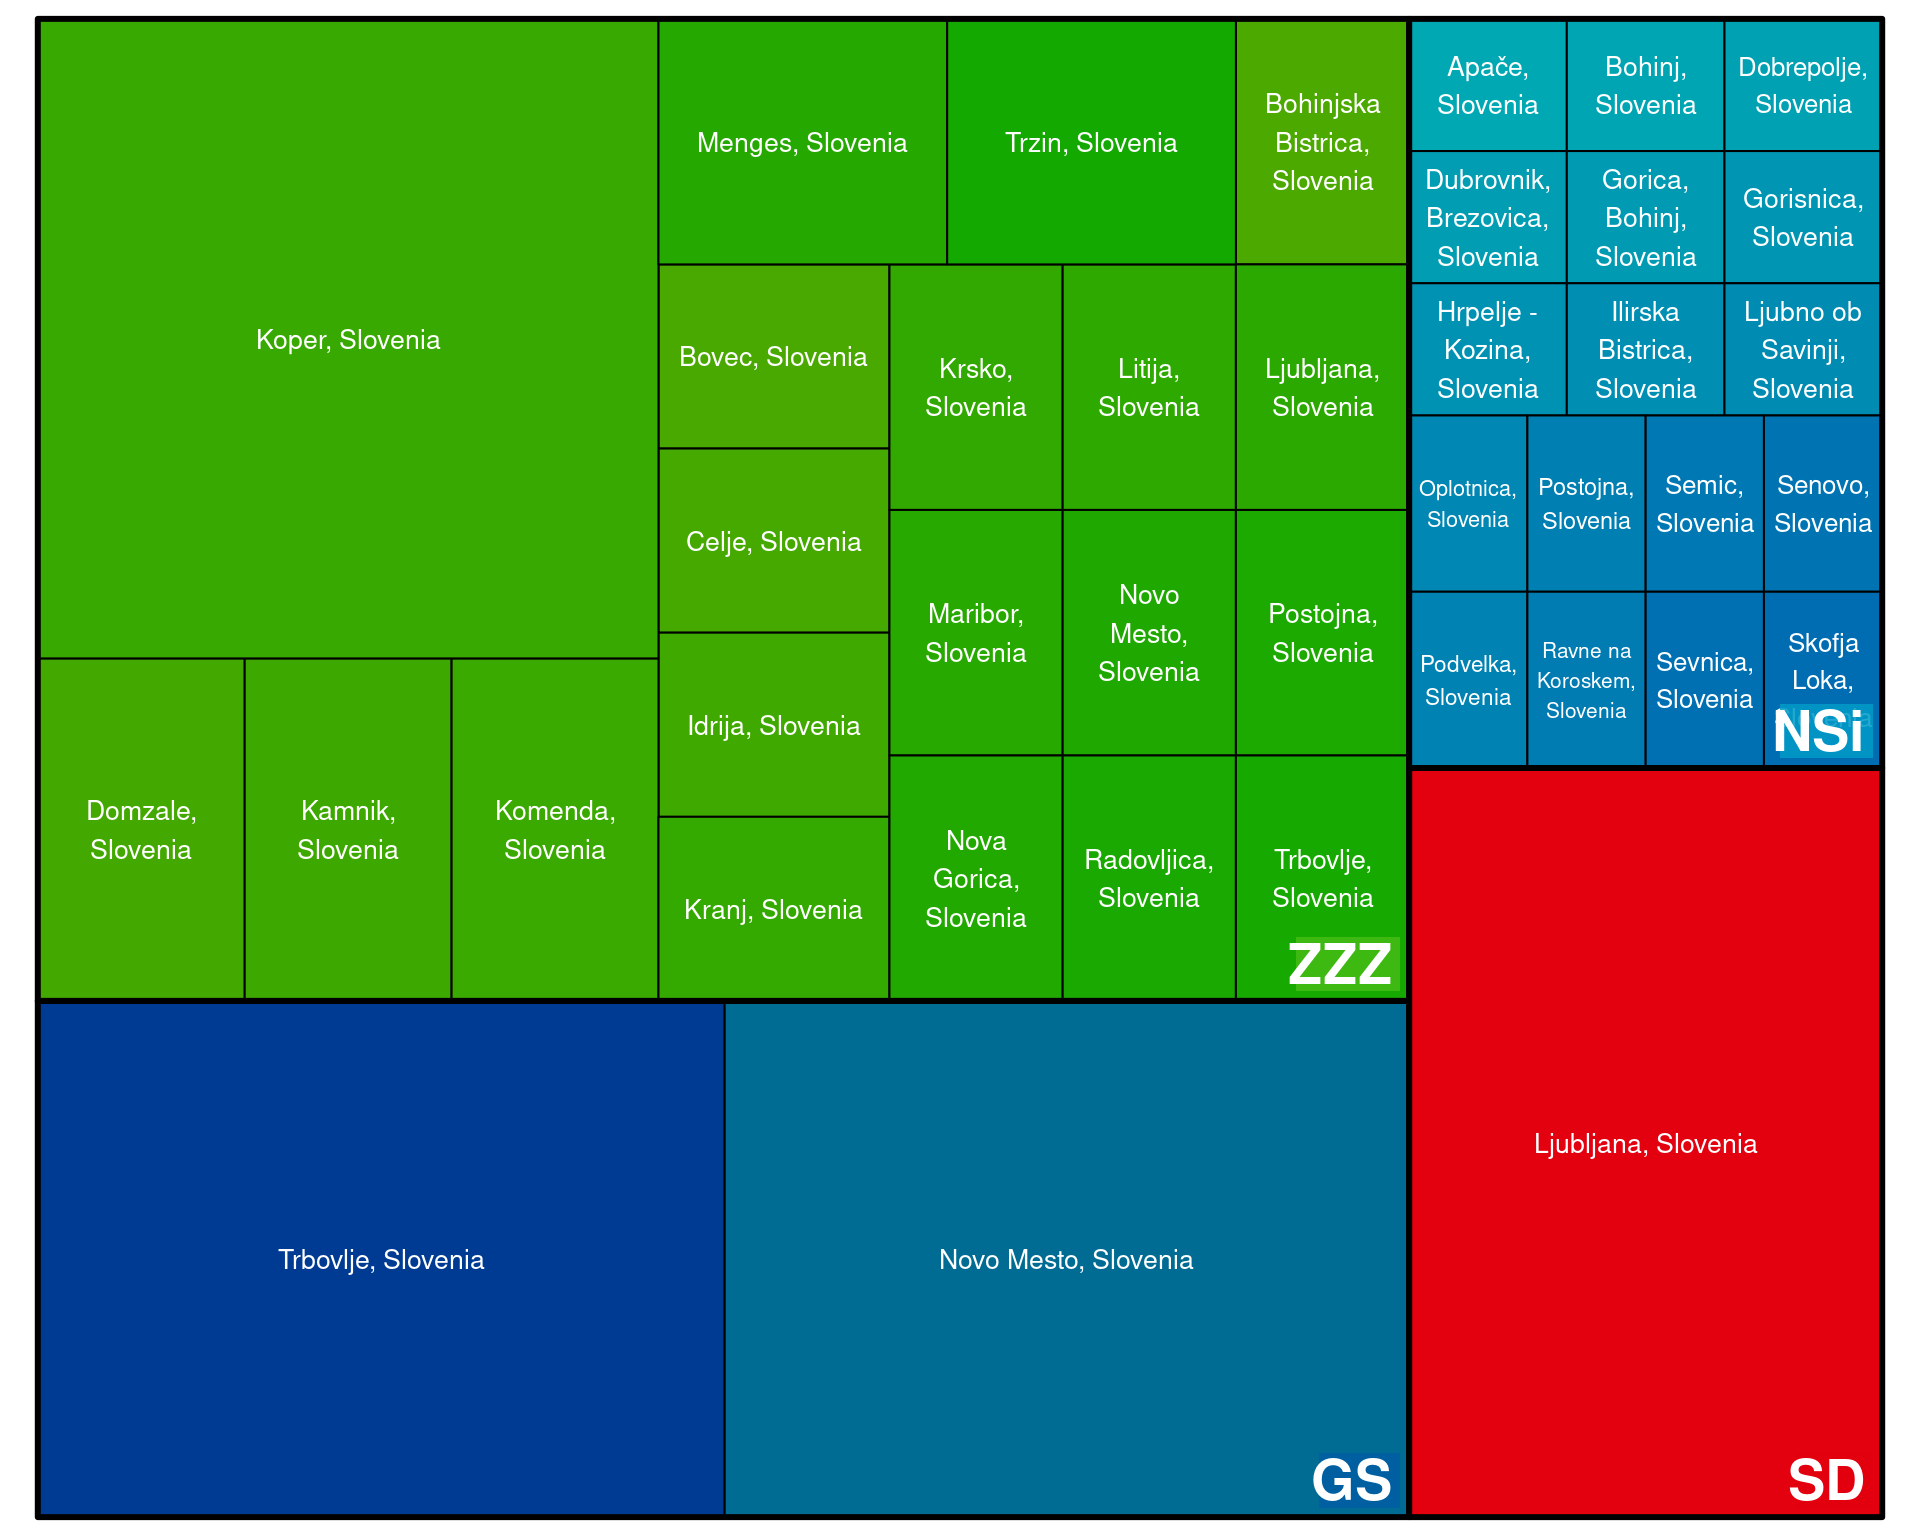 Koper, Slovenia
Menges, Slovenia
Trzin, Slovenia
Bohinjska
Bistrica,
Slovenia
Bovec, Slovenia
Celje, Slovenia
Idrija, Slovenia
Kranj, Slovenia
Krsko,
Slovenia
Litija,
Slovenia
Ljubljana,
Slovenia
Maribor,
Slovenia
Novo
Mesto,
Slovenia
Postojna,
Slovenia
Domzale,
Slovenia
Kamnik,
Slovenia
Komenda,
Slovenia
Nova
Gorica,
Slovenia
Radovljica,
Slovenia
Trbovlje,
Slovenia
ZZZ
Apače,
Slovenia
Bohinj,
Slovenia
Dobrepolje,
Slovenia
Dubrovnik,
Brezovica,
Slovenia
Gorica,
Bohinj,
Slovenia
Gorisnica,
Slovenia
Hrpelje -
Kozina,
Slovenia
Ilirska
Bistrica,
Slovenia
Ljubno ob
Savinji,
Slovenia
Oplotnica,
Slovenia
Postojna,
Slovenia
Semic,
Slovenia
Senovo,
Slovenia
Podvelka,
Slovenia
Ravne na
Koroskem,
Slovenia
Sevnica,
Slovenia
Skofja
Loka,
NSi
Trbovlje, Slovenia
Novo Mesto, Slovenia
GS
Ljubljana, Slovenia
SD